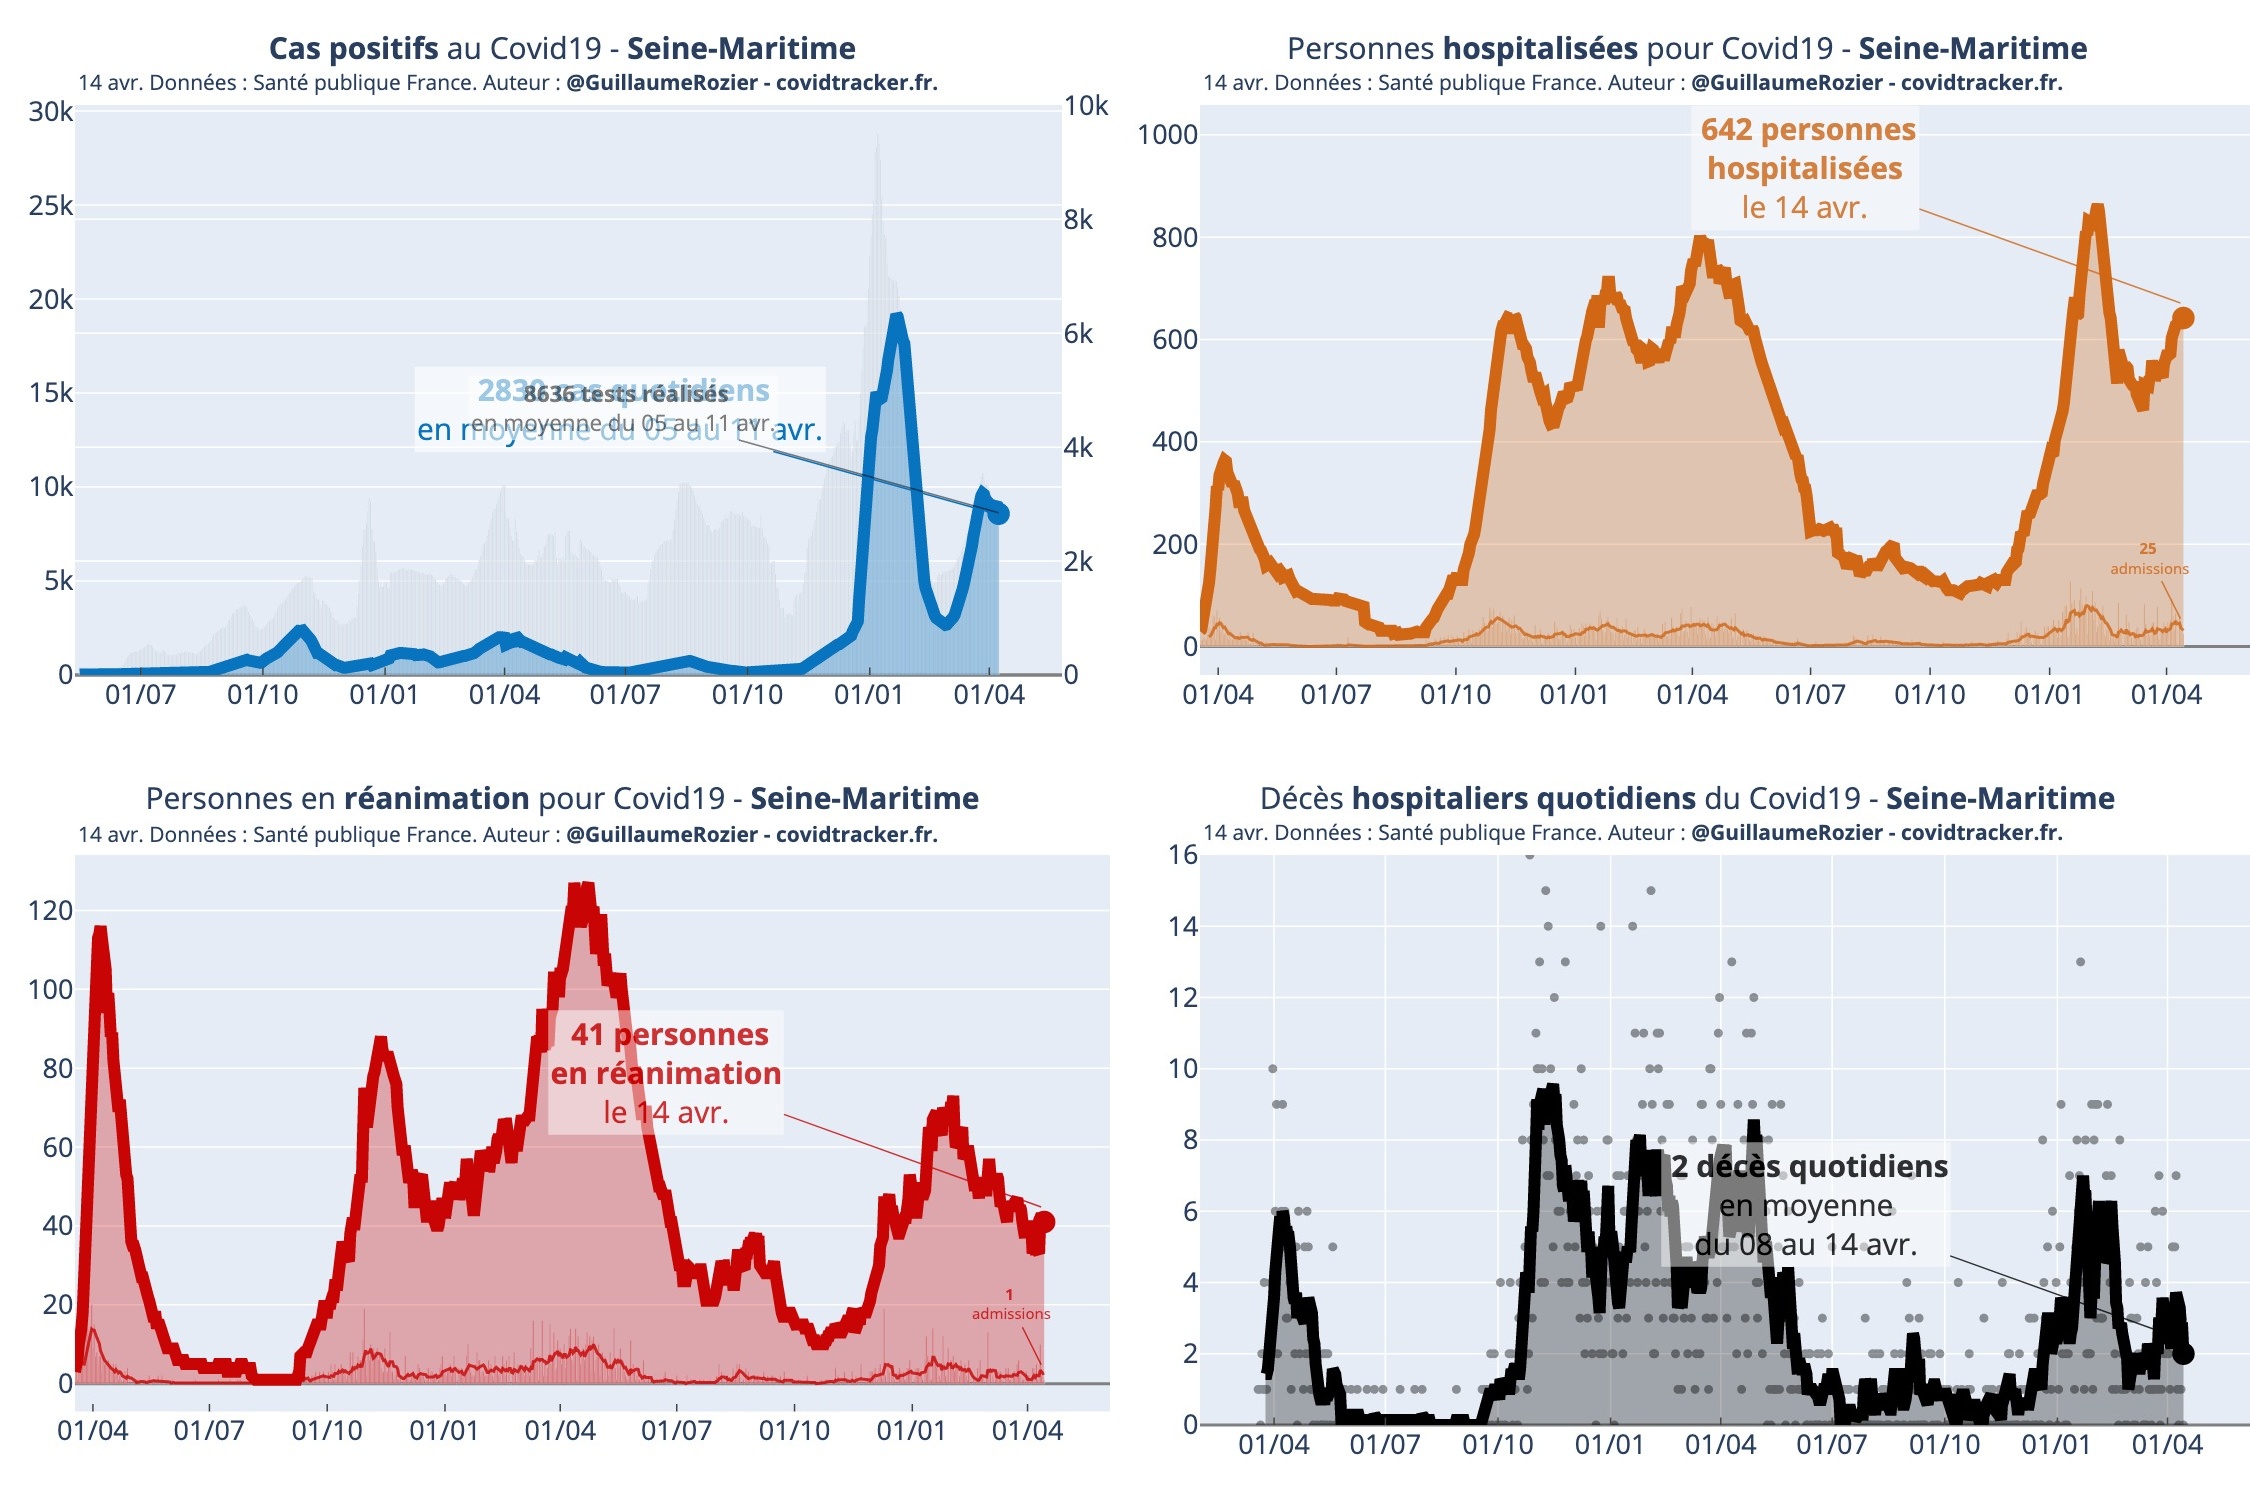 Cas positifs au Covid19 - Seine-Maritime
14 avr. Données : Santé publique France. Auteur : @GuillaumeRozier - covidtracker.fr.
30k
25k
20k
15k
10k
5k
0
10k
8k
6k
4k
2k
0
cas quotidiens
en moyenne du 05 au 11 avr.
8636 tests réalisés
en moyenne du 05 au 11 avr.
01/07 01/10 01/01 01/04 01/07 01/10 01/01 01/04
Personnes hospitalisées pour Covid19 - Seine-Maritime
14 avr. Données : Santé publique France. Auteur : @GuillaumeRozier - covidtracker.fr.
1000
800
600
400
200
0
642 personnes
hospitalisées
le 14 avr.
25
admissions
01/04 01/07 01/10 01/01 01/04 01/07 01/10 01/01 01/04
Personnes en réanimation pour Covid19 - Seine-Maritime
14 avr. Données : Santé publique France. Auteur : @GuillaumeRozier - covidtracker.fr.
120
100
80
60
40
20
0
41 personnes
en réanimation
le 14 avr.
1
admissions
01/04 01/07 01/10 01/01 01/04 01/07 01/10 01/01 01/04
Décès hospitaliers quotidiens du Covid19 - Seine-Maritime
14 avr. Données : Santé publique France. Auteur : @GuillaumeRozier - covidtracker.fr.
16
14
12
10
8
6
4
2
0
2 décès quotidiens
en moyenne
du 08 au 14 avr.
01/04 01/07 01/10 01/01 01/04 01/07 01/10 01/01 01/04